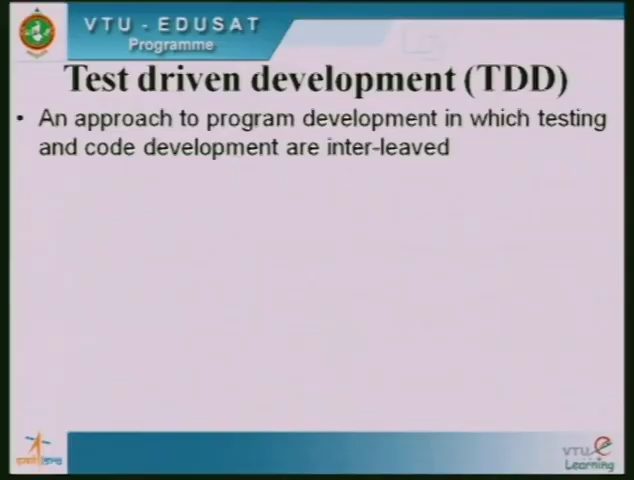 VTU - EDUSAT
Programme
Test driven development (TDD)
• An approach to program development in which testing
and code development are inter-leaved
VTU e
Learning